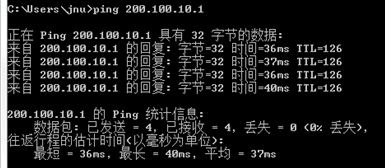 C:\Users\jnu>ping 200.100.10.1
正在 Ping 200.100.10.1 具有 32 字节的数据:
来自 200.100.10.1 的回复: 字节=32 时间=36ms TTL=126
来自 200.100.10.1 的回复: 字节=32 时间=37ms TTL=126
来自 200.100.10.1 的回复: 字节=32 时间=36ms TTL=126
来自 200.100.10.1 的回复: 字节=32 时间=40ms TTL=126
200.100.10.1 的 Ping 统计信息:
数据包: 已发送 = 4, 已接收 = 4, 丢失 = 0 (0% 丢失),
往返行程的估计时间(以毫秒为单位):
最短 = 36ms, 最长 = 40ms, 平均 = 37ms